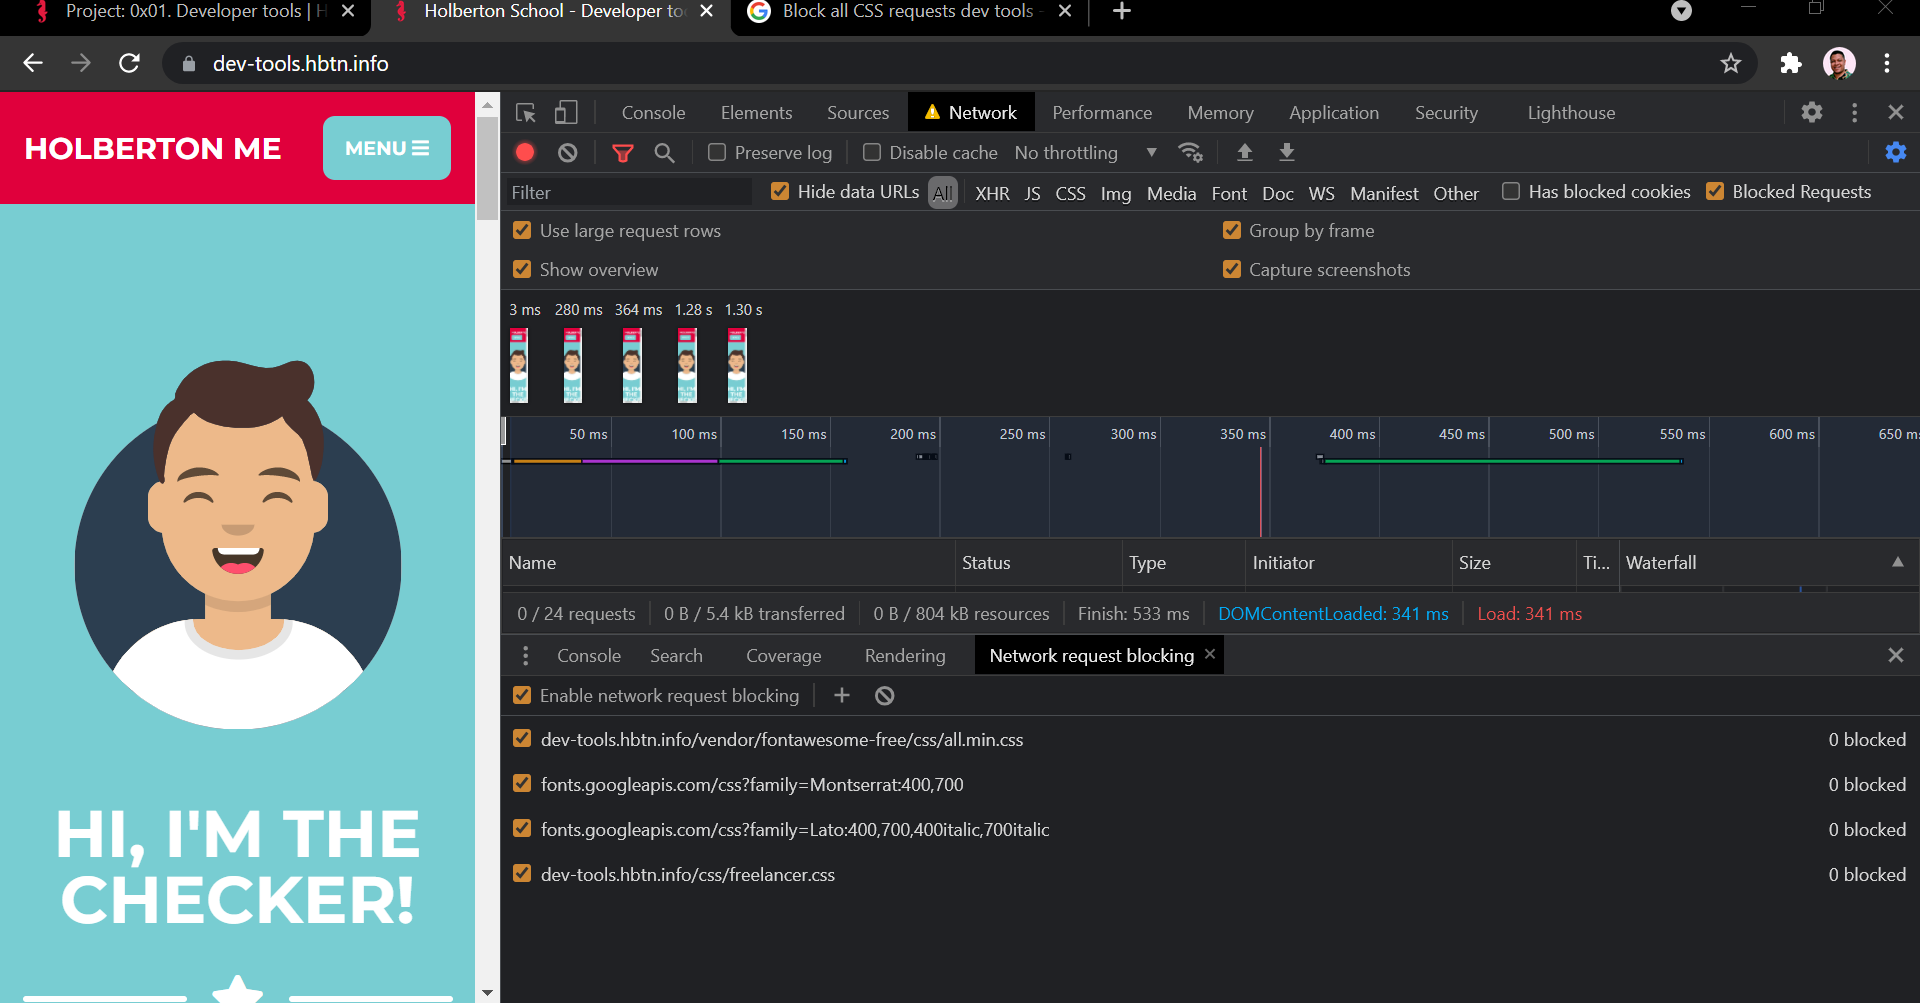 Project: 0x01. Developer tools | H
Holberton School - Developer to
Block all CSS requests dev tools -
dev-tools.hbtn.info
HOLBERTON ME
MENU
Console Elements Sources Network Performance Memory Application Security Lighthouse
Preserve log Disable cache No throttling
Filter Hide data URLs All XHR JS CSS Img Media Font Doc WS Manifest Other Has blocked cookies Blocked Requests
Use large request rows Group by frame
Show overview Capture screenshots
3 ms 280 ms 364 ms 1.28 s 1.30 s
50 ms 100 ms 150 ms 200 ms 250 ms 300 ms 350 ms 400 ms 450 ms 500 ms 550 ms 600 ms 650 m
Name Status Type Initiator Size Ti... Waterfall
0 / 24 requests 0 B / 5.4 kB transferred 0 B / 804 kB resources Finish: 533 ms DOMContentLoaded: 341 ms Load: 341 ms
Console Search Coverage Rendering Network request blocking
Enable network request blocking
dev-tools.hbtn.info/vendor/fontawesome-free/css/all.min.css 0 blocked
fonts.googleapis.com/css?family=Montserrat:400,700 0 blocked
fonts.googleapis.com/css?family=Lato:400,700,400italic,700italic 0 blocked
dev-tools.hbtn.info/css/freelancer.css 0 blocked
HI, I'M THE
CHECKER!